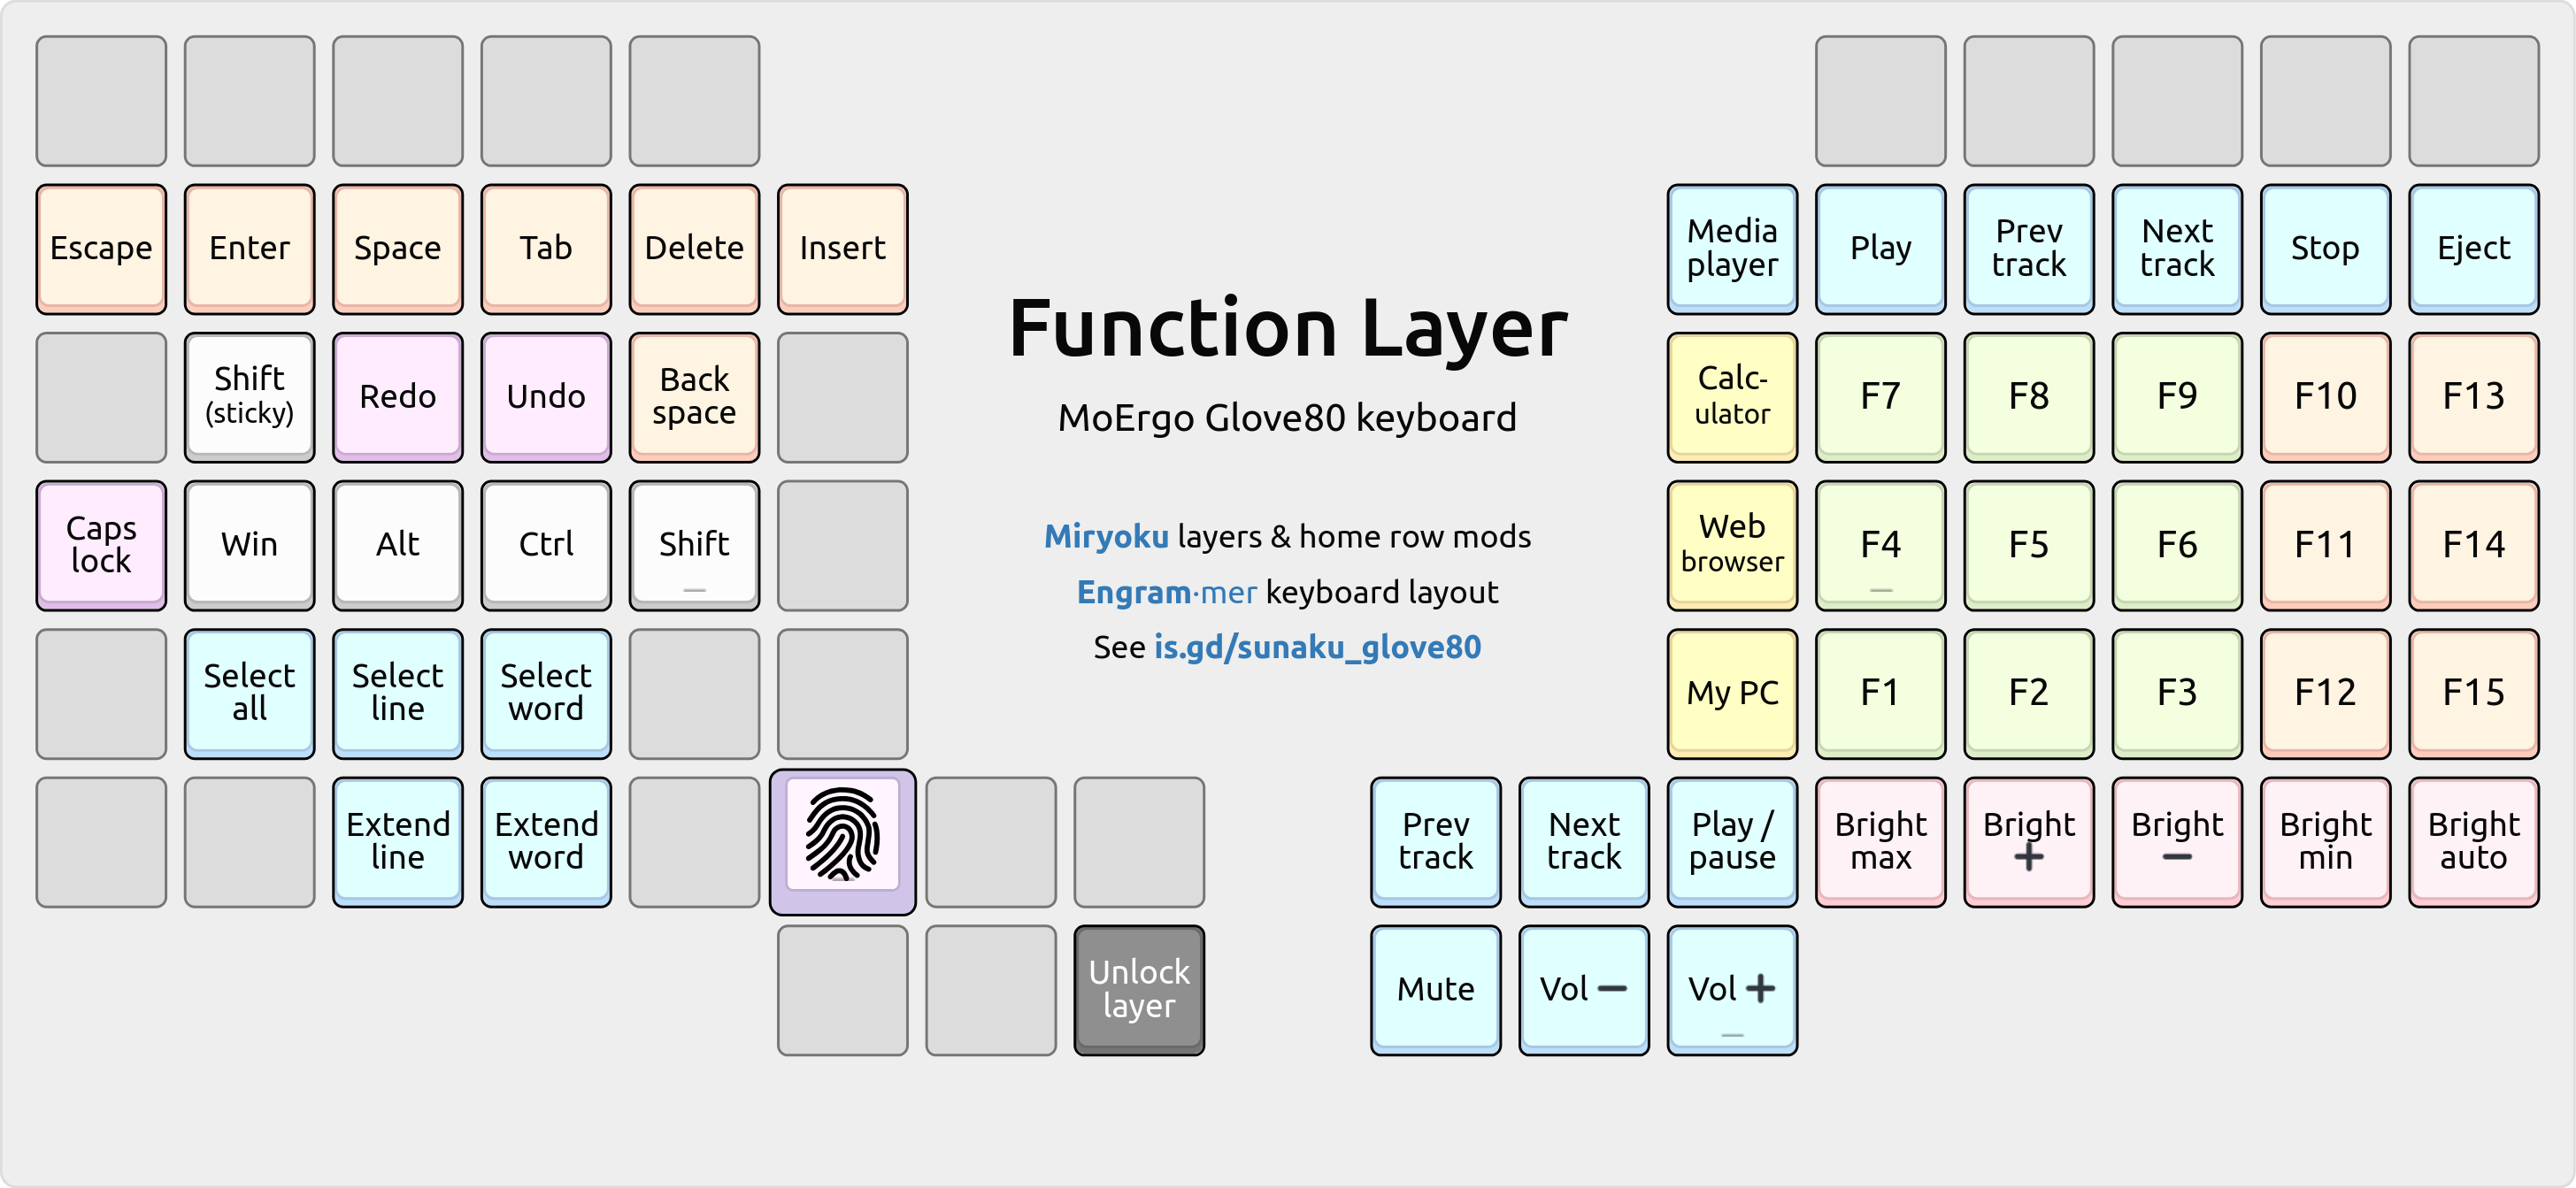 Escape Enter Space Tab Delete Insert
Media player Play Prev track Next track Stop Eject
Function Layer
MoErgo Glove80 keyboard
Shift (sticky) Redo Undo Back space
Calc- ulator F7 F8 F9 F10 F13
Caps lock Win Alt Ctrl Shift _
Miryoku layers & home row mods
Engram·mer keyboard layout
See is.gd/sunaku_glove80
Web browser F4 _ F5 F6 F11 F14
Select all Select line Select word
My PC F1 F2 F3 F12 F15
Extend line Extend word
Prev track Next track Play / pause Bright max Bright + Bright − Bright min Bright auto
Unlock layer
Mute Vol − Vol + _